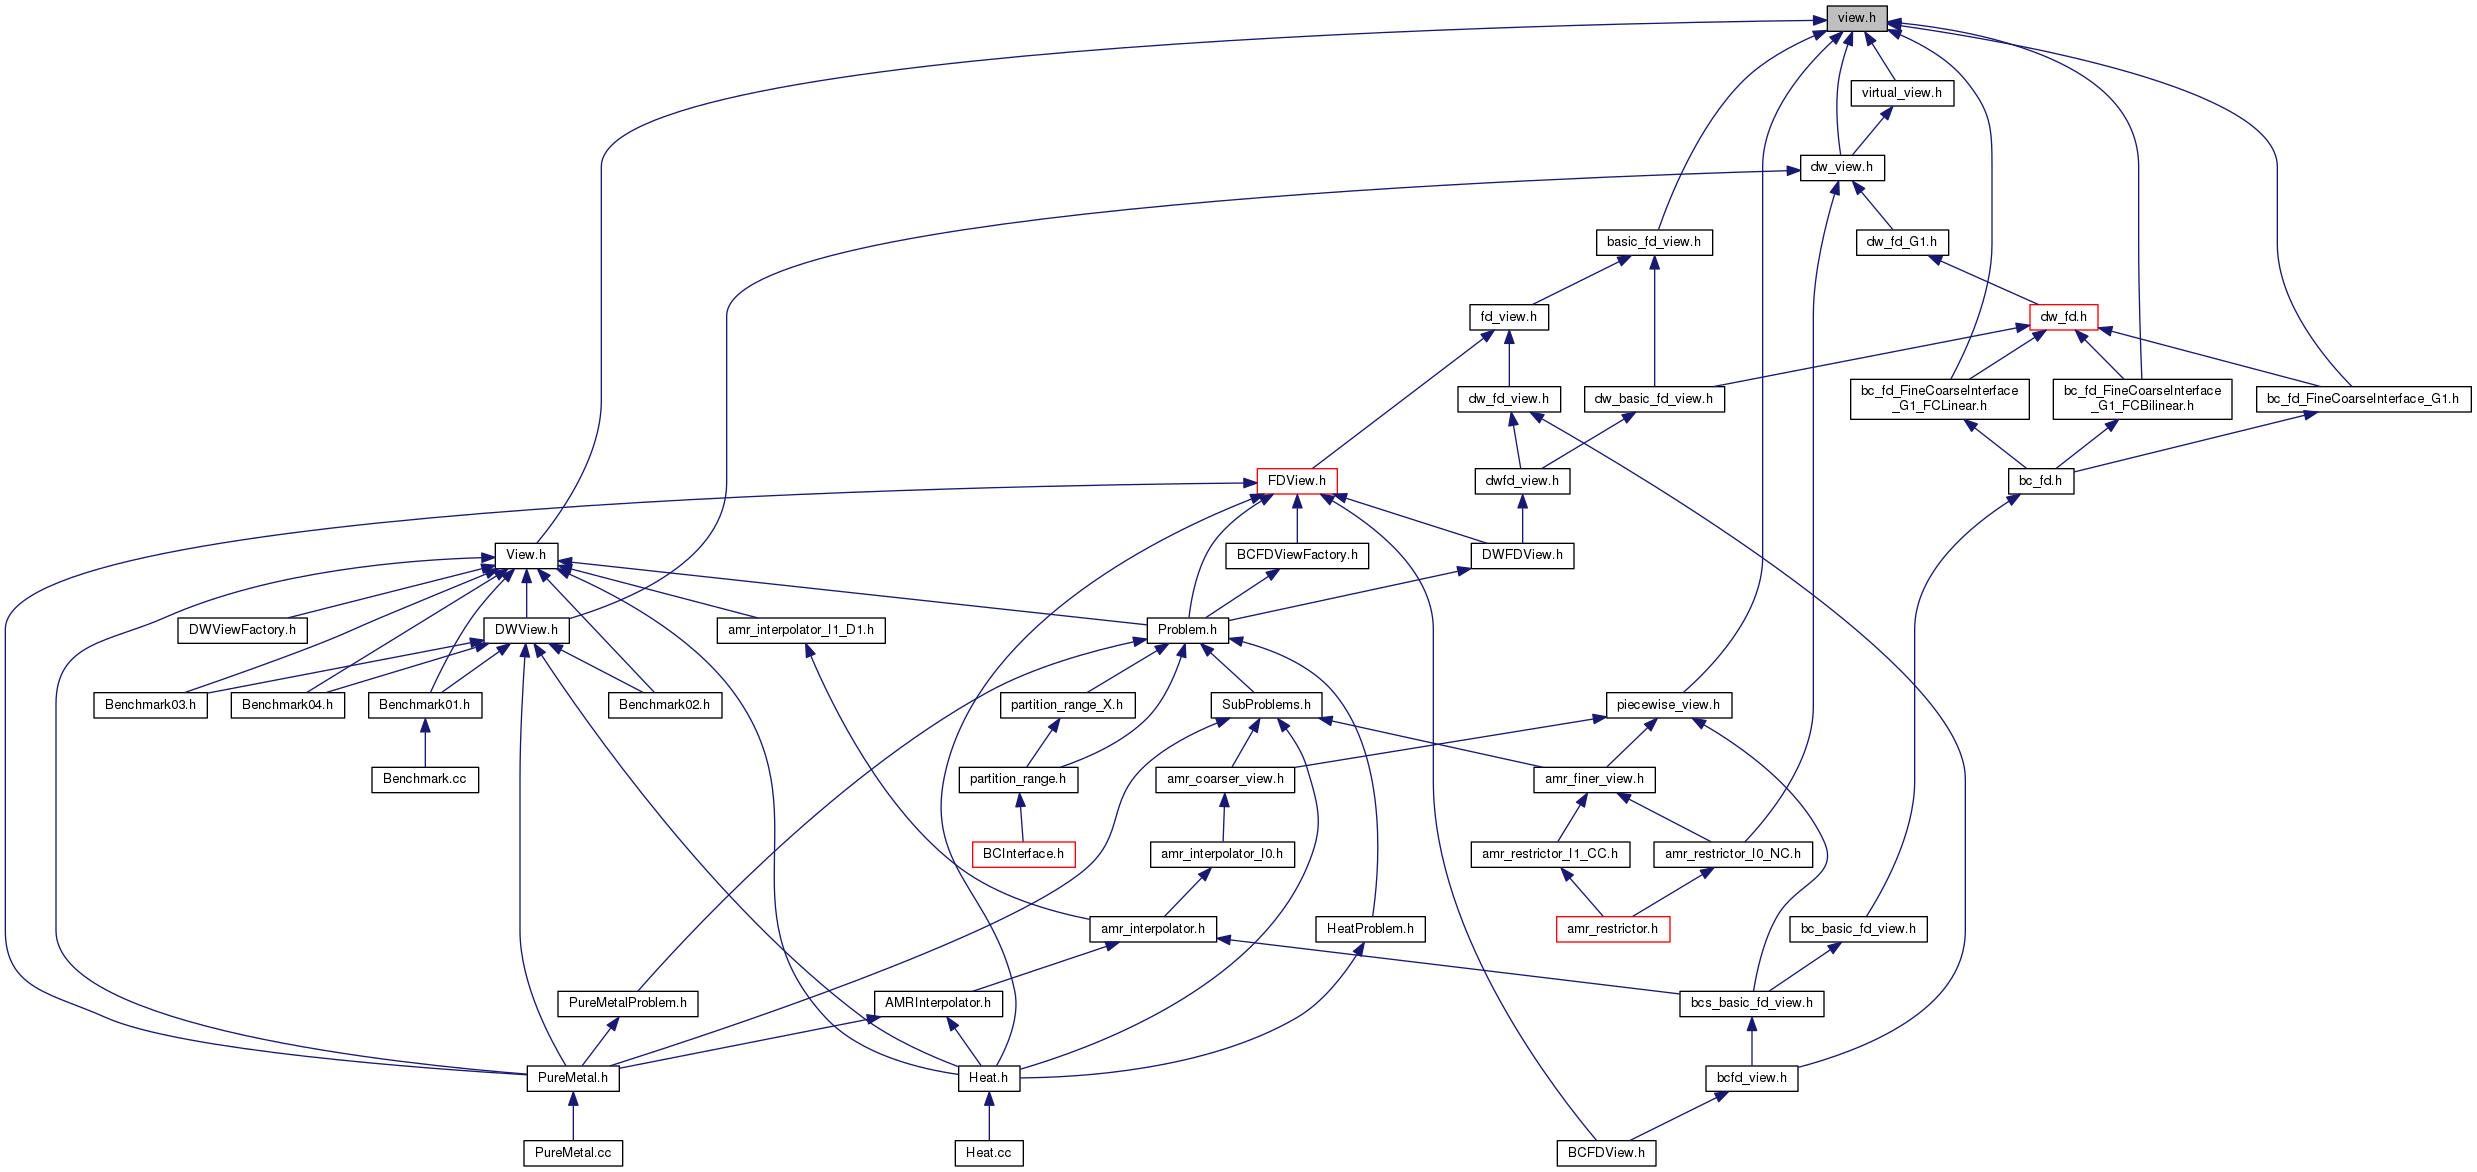 view.h
virtual_view.h
dw_view.h
basic_fd_view.h
dw_fd_G1.h
fd_view.h
dw_fd.h
dw_fd_view.h
dw_basic_fd_view.h
bc_fd_FineCoarseInterface
_G1_FCLinear.h
bc_fd_FineCoarseInterface
_G1_FCBilinear.h
bc_fd_FineCoarseInterface_G1.h
FDView.h
dwfd_view.h
bc_fd.h
View.h
BCFDViewFactory.h
DWFDView.h
DWViewFactory.h
DWView.h
amr_interpolator_I1_D1.h
Problem.h
Benchmark03.h
Benchmark04.h
Benchmark01.h
Benchmark02.h
partition_range_X.h
SubProblems.h
piecewise_view.h
Benchmark.cc
partition_range.h
amr_coarser_view.h
amr_finer_view.h
BCInterface.h
amr_interpolator_I0.h
amr_restrictor_I1_CC.h
amr_restrictor_I0_NC.h
amr_interpolator.h
HeatProblem.h
amr_restrictor.h
bc_basic_fd_view.h
PureMetalProblem.h
AMRInterpolator.h
bcs_basic_fd_view.h
PureMetal.h
Heat.h
bcfd_view.h
PureMetal.cc
Heat.cc
BCFDView.h